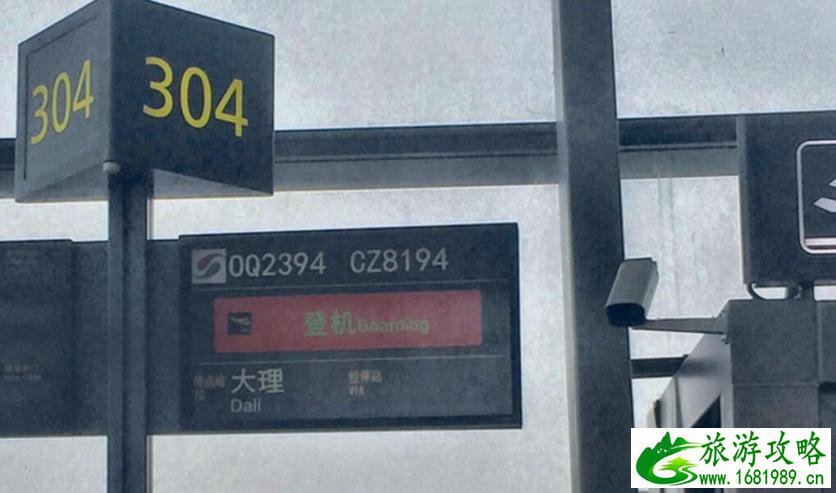 304
304
OQ2394 CZ8194
登机Boarding
大理
Dali
经停站
VIA
旅游攻略
www.1681989.cn